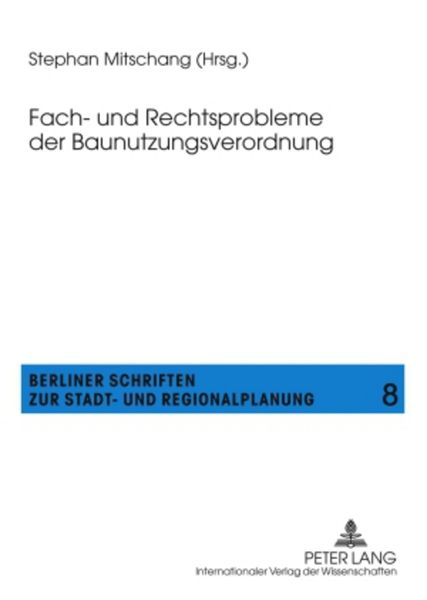 Stephan Mitschang (Hrsg.)
Fach- und Rechtsprobleme
der Baunutzungsverordnung
BERLINER SCHRIFTEN
ZUR STADT- UND REGIONALPLANUNG 8
PETER LANG
Internationaler Verlag der Wissenschaften